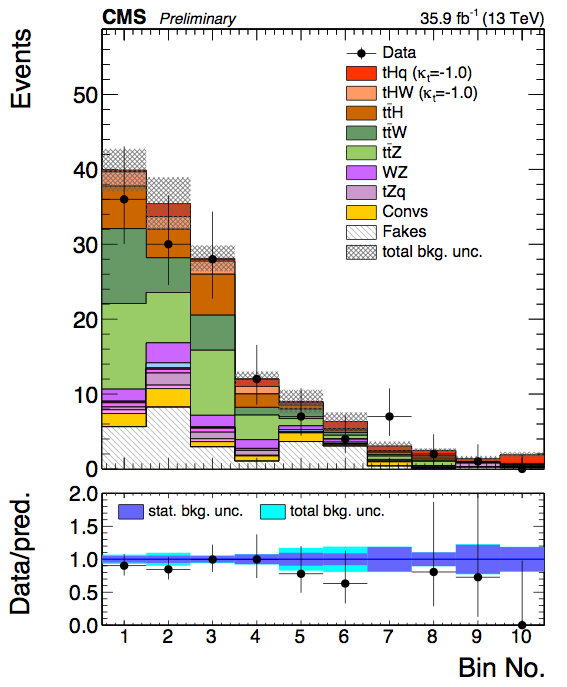 CMS Preliminary 35.9 fb⁻¹ (13 TeV)
Events
50
40
30
20
10
0
Data
tHq (κt=-1.0)
tHW (κt=-1.0)
tt̄H
tt̄W
tt̄Z
WZ
tZq
Convs
Fakes
total bkg. unc.
Data/pred.
2.0
1.5
1.0
0.5
0.0
stat. bkg. unc. total bkg. unc.
1 2 3 4 5 6 7 8 9 10
Bin No.